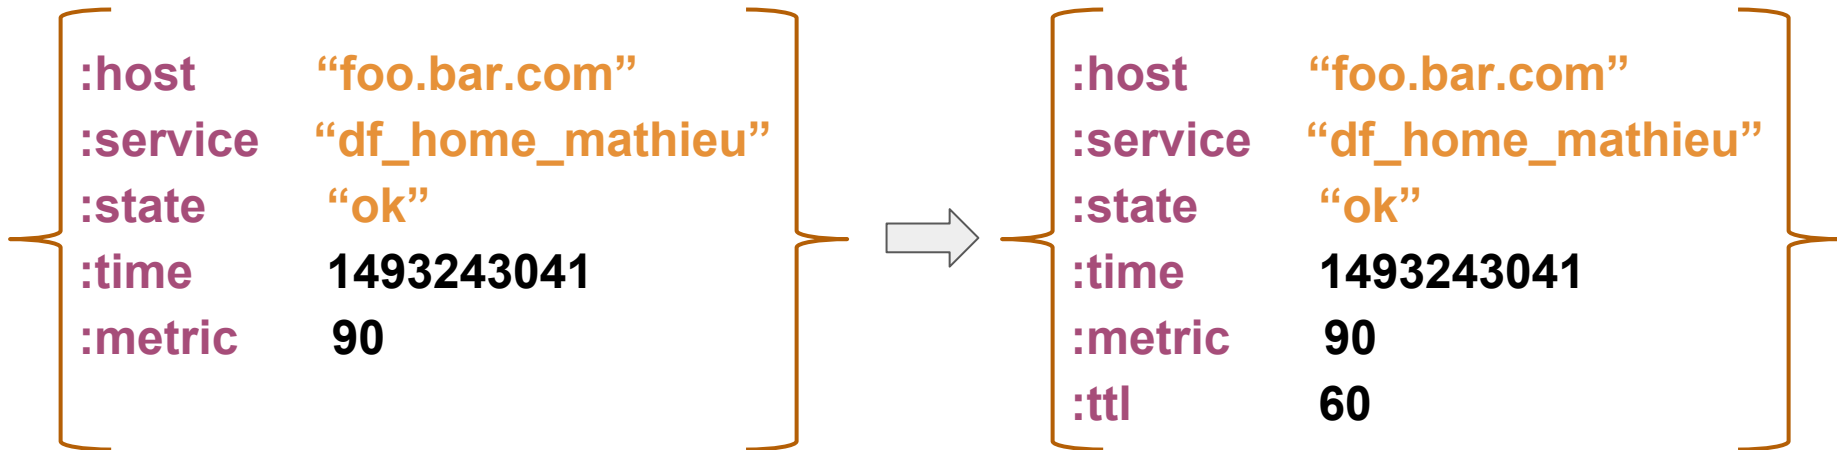 :host “foo.bar.com”
:service “df_home_mathieu”
:state “ok”
:time 1493243041
:metric 90
:host “foo.bar.com”
:service “df_home_mathieu”
:state “ok”
:time 1493243041
:metric 90
:ttl 60